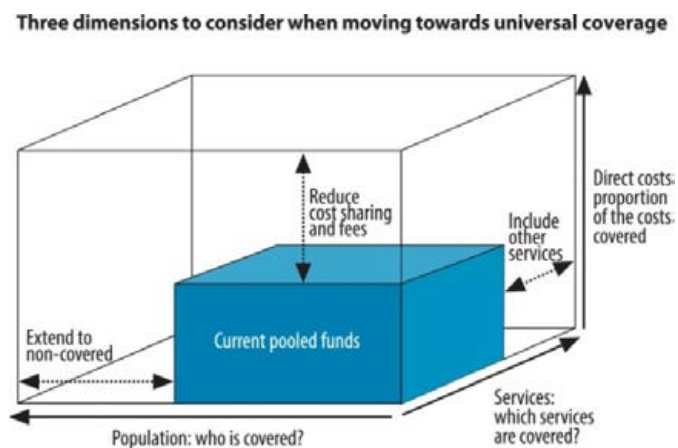 Three dimensions to consider when moving towards universal coverage
Reduce
cost sharing
and fees
Include
other
services
Direct costs:
proportion
of the costs
covered
Extend to
non-covered
Current pooled funds
Population: who is covered?
Services:
which services
are covered?